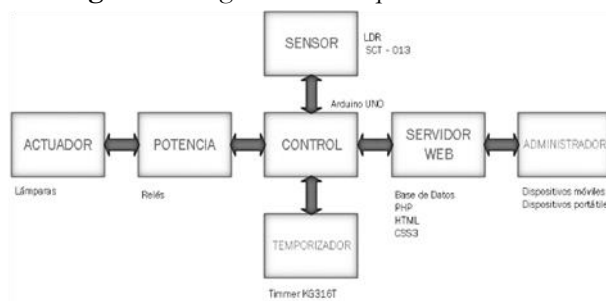 SENSOR
LDR
SCT - 013
Arduino UNO
ACTUADOR
POTENCIA
CONTROL
SERVIDOR
WEB
ADMINISTRADOR
Lámparas
Relés
Base de Datos
PHP
HTML
CSS3
Dispositivos móviles
Dispositivos portátile
TEMPORIZADOR
Timmer KG316T